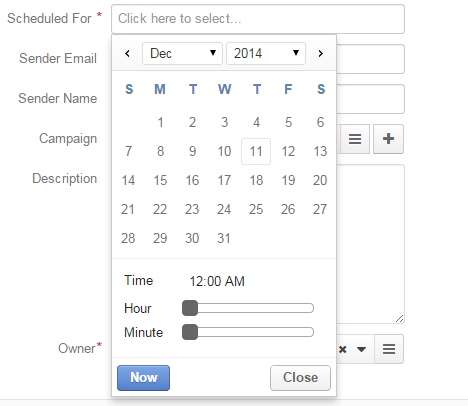 Scheduled For * Click here to select...
Dec 2014
Sender Email
S M T W T F S
Sender Name
1 2 3 4 5 6
Campaign
7 8 9 10 11 12 13
Description
14 15 16 17 18 19 20
21 22 23 24 25 26 27
28 29 30 31
Time 12:00 AM
Hour
Minute
Owner*
Now Close